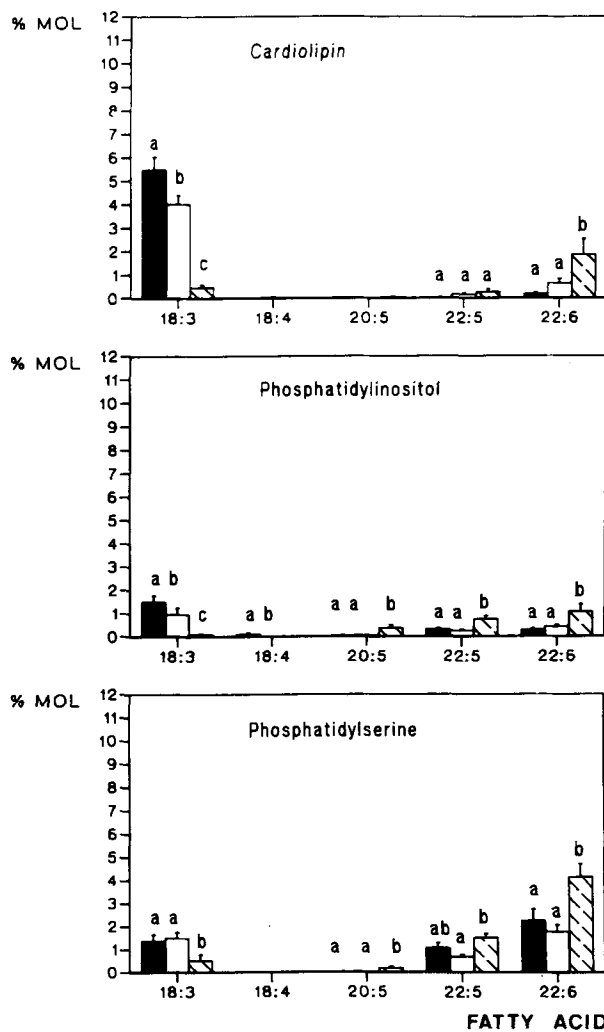 % MOL
12
Cardiolipin
11
10
9
8
7
6
5
4
3
2
1
0
a
b
c
a a a
a a b
18:3 18:4 20:5 22:5 22:6
% MOL
12
Phosphatidylinositol
11
10
9
8
7
6
5
4
3
2
1
0
a b
c
a b
a a b
a a b
a a b
18:3 18:4 20:5 22:5 22:6
% MOL
12
Phosphatidylserine
11
10
9
8
7
6
5
4
3
2
1
0
a a b
a a b
ab a b
a a b
18:3 18:4 20:5 22:5 22:6
FATTY ACID